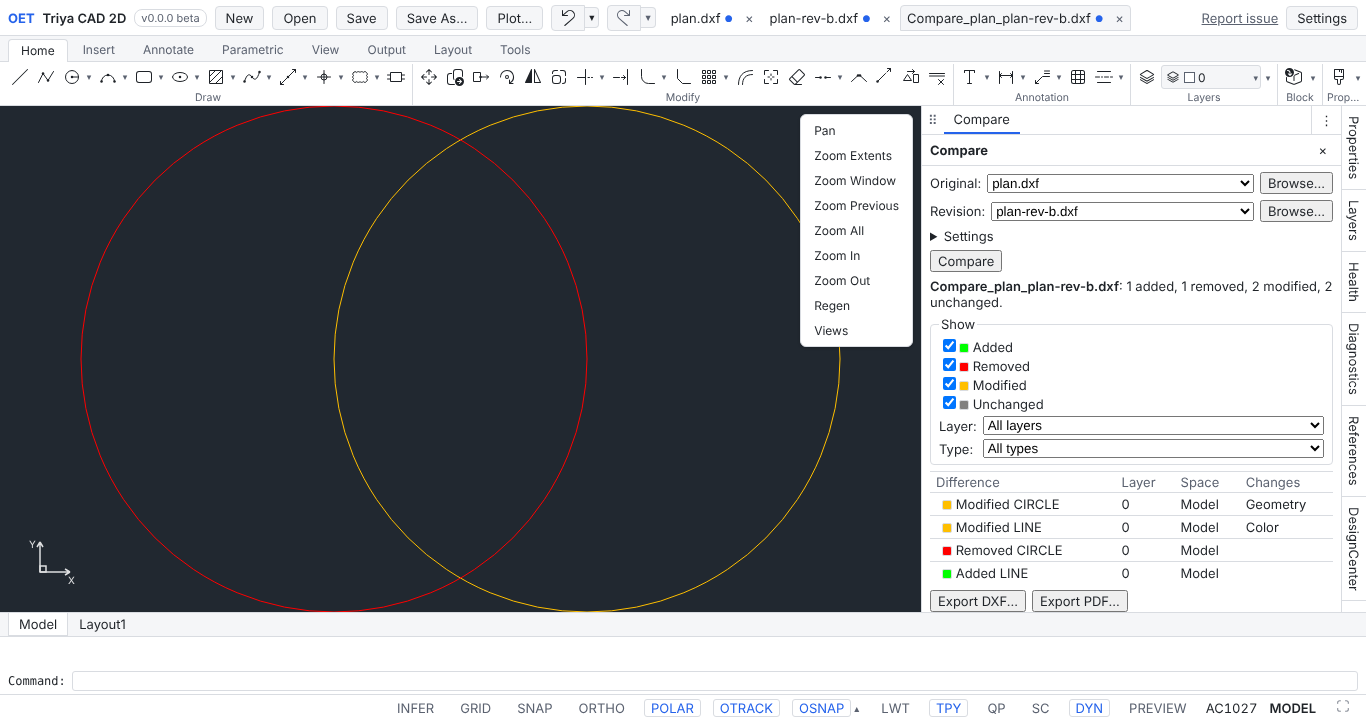 OET Triya CAD 2D v0.0.0 beta New Open Save Save As... Plot... plan.dxf × plan-rev-b.dxf × Compare_plan_plan-rev-b.dxf × Report issue Settings
Home Insert Annotate Parametric View Output Layout Tools
0
Draw Modify Annotation Layers Block Prop...
Pan
Zoom Extents
Zoom Window
Zoom Previous
Zoom All
Zoom In
Zoom Out
Regen
Views
Y
X
Compare
Compare ×
Original: plan.dxf Browse...
Revision: plan-rev-b.dxf Browse...
Settings
Compare
Compare_plan_plan-rev-b.dxf: 1 added, 1 removed, 2 modified, 2
unchanged.
Show
Added
Removed
Modified
Unchanged
Layer: All layers
Type: All types
Difference Layer Space Changes
Modified CIRCLE 0 Model Geometry
Modified LINE 0 Model Color
Removed CIRCLE 0 Model
Added LINE 0 Model
Export DXF... Export PDF...
Properties
Layers
Health
Diagnostics
References
DesignCenter
Model Layout1
Command:
INFER GRID SNAP ORTHO POLAR OTRACK OSNAP LWT TPY QP SC DYN PREVIEW AC1027 MODEL